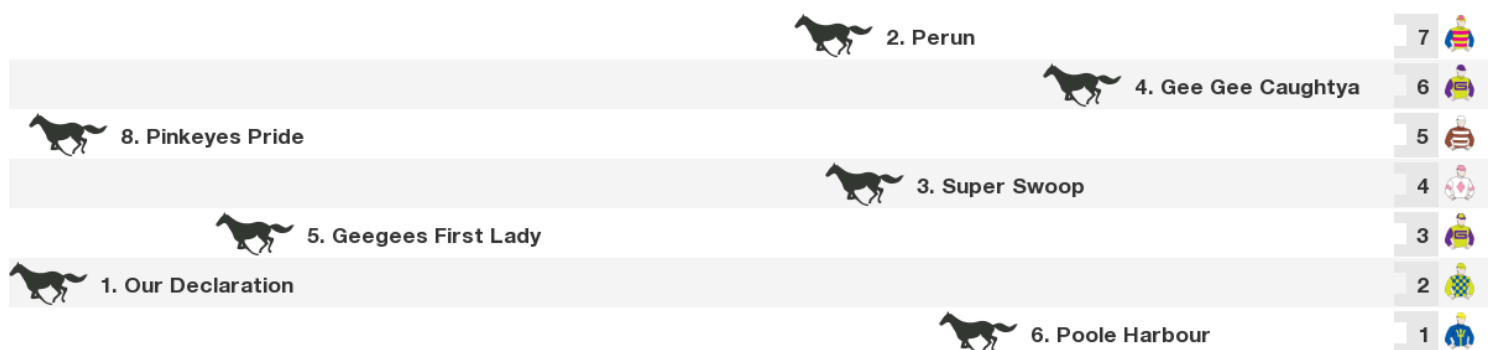 2. Perun 7
4. Gee Gee Caughtya 6
8. Pinkeyes Pride 5
3. Super Swoop 4
5. Geegees First Lady 3
1. Our Declaration 2
6. Poole Harbour 1